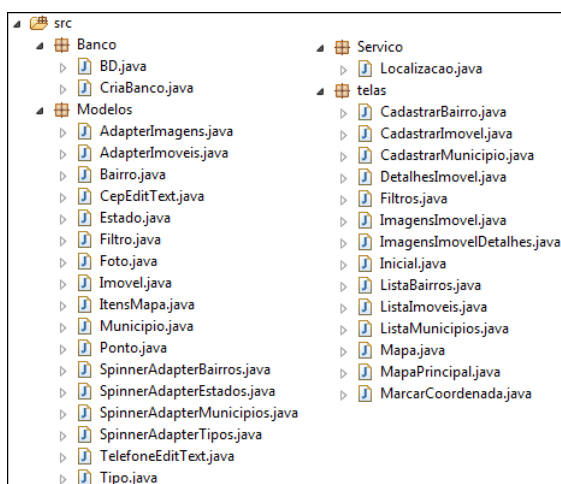 src
Banco
BD.java
CriaBanco.java
Modelos
AdapterImagens.java
AdapterImoveis.java
Bairro.java
CepEditText.java
Estado.java
Filtro.java
Foto.java
Imovel.java
ItensMapa.java
Municipio.java
Ponto.java
SpinnerAdapterBairros.java
SpinnerAdapterEstados.java
SpinnerAdapterMunicipios.java
SpinnerAdapterTipos.java
TelefoneEditText.java
Tipo.java
Servico
Localizacao.java
telas
CadastrarBairro.java
CadastrarImovel.java
CadastrarMunicipio.java
DetalhesImovel.java
Filtros.java
ImagensImovel.java
ImagensImovelDetalhes.java
Inicial.java
ListaBairros.java
ListaImoveis.java
ListaMunicipios.java
Mapa.java
MapaPrincipal.java
MarcarCoordenada.java